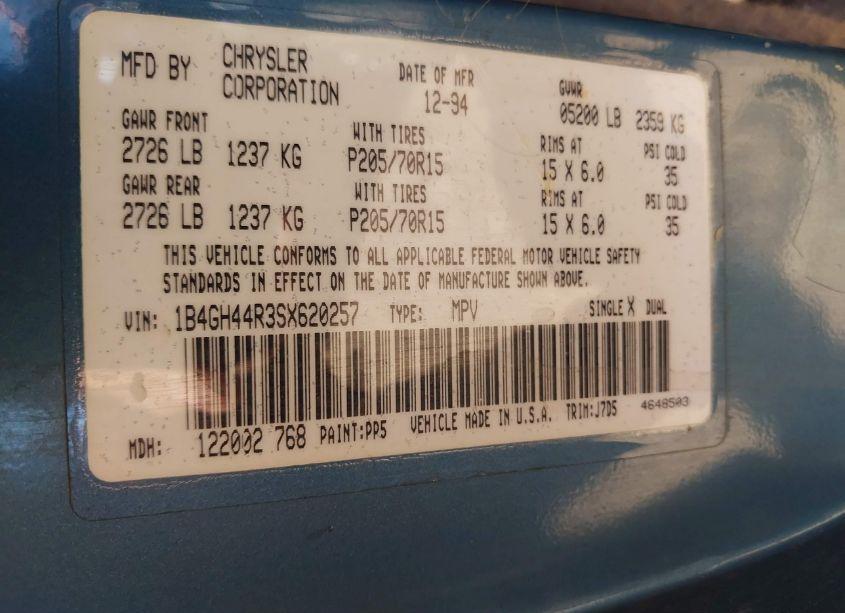 MFD BY CHRYSLER CORPORATION DATE OF MFR 12-94 GVWR 05200 LB 2359 KG
GAWR FRONT WITH TIRES RIMS AT PSI COLD
2726 LB 1237 KG P205/70R15 15 X 6.0 35
GAWR REAR WITH TIRES RIMS AT PSI COLD
2726 LB 1237 KG P205/70R15 15 X 6.0 35
THIS VEHICLE CONFORMS TO ALL APPLICABLE FEDERAL MOTOR VEHICLE SAFETY
STANDARDS IN EFFECT ON THE DATE OF MANUFACTURE SHOWN ABOVE.
VIN: 1B4GH44R3SX620257 TYPE: MPV SINGLE X DUAL
MDH: 122002 768 PAINT:PP5 VEHICLE MADE IN U.S.A. TRIM:J7D5 4648503